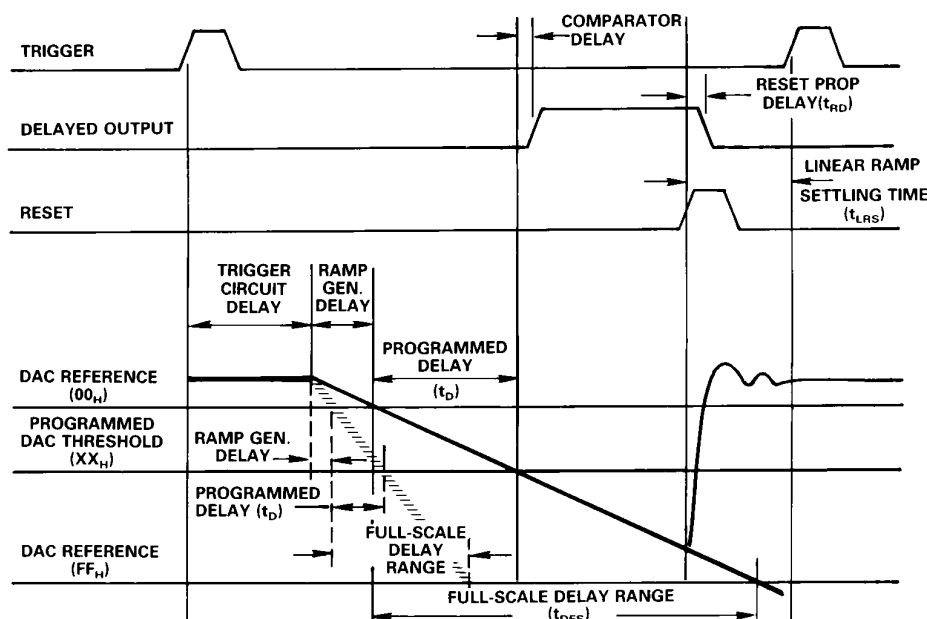 COMPARATOR
DELAY
TRIGGER
RESET PROP
DELAY(tRD)
DELAYED OUTPUT
LINEAR RAMP
SETTLING TIME
(tLRS)
RESET
TRIGGER
CIRCUIT
DELAY
RAMP
GEN.
DELAY
PROGRAMMED
DELAY
(tD)
DAC REFERENCE
(00H)
PROGRAMMED
DAC THRESHOLD
(XXH)
RAMP GEN.
DELAY
PROGRAMMED
DELAY (tD)
FULL-SCALE
DELAY
RANGE
DAC REFERENCE
(FFH)
FULL-SCALE DELAY RANGE
(tDFS)